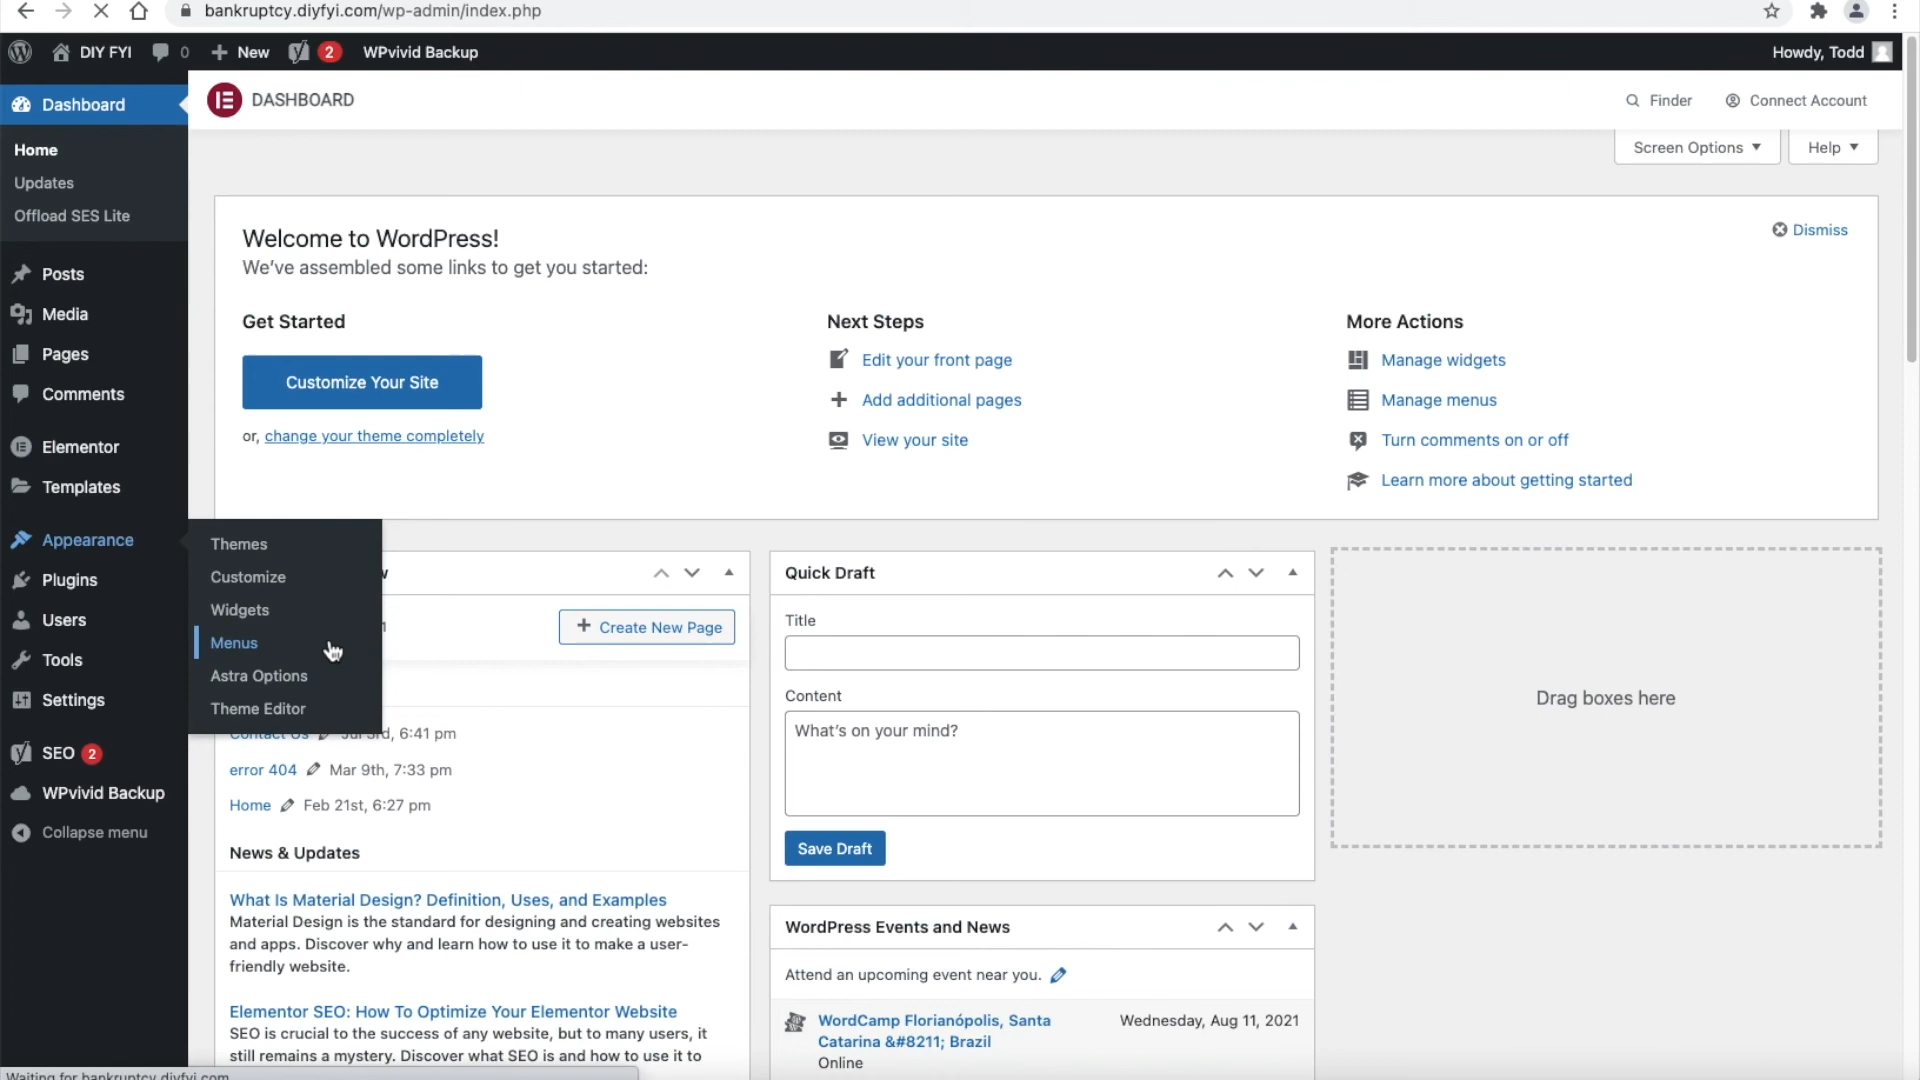 bankruptcy.diyfyi.com/wp-admin/index.php
DIY FYI 0 New 2 WPvivid Backup Howdy, Todd
Dashboard
Home
Updates
Offload SES Lite
Posts
Media
Pages
Comments
Elementor
Templates
Appearance
Plugins
Users
Tools
Settings
SEO 2
WPvivid Backup
Collapse menu
Themes
Customize
Widgets
Menus
Astra Options
Theme Editor
DASHBOARD
Finder Connect Account
Screen Options Help
Welcome to WordPress!
Dismiss
We've assembled some links to get you started:
Get Started
Customize Your Site
or, change your theme completely
Next Steps
Edit your front page
Add additional pages
View your site
More Actions
Manage widgets
Manage menus
Turn comments on or off
Learn more about getting started
Create New Page
Contact Us Jul 3rd, 6:41 pm
error 404 Mar 9th, 7:33 pm
Home Feb 21st, 6:27 pm
News & Updates
What Is Material Design? Definition, Uses, and Examples
Material Design is the standard for designing and creating websites
and apps. Discover why and learn how to use it to make a user-
friendly website.
Elementor SEO: How To Optimize Your Elementor Website
SEO is crucial to the success of any website, but to many users, it
still remains a mystery. Discover what SEO is and how to use it to
Quick Draft
Title
Content
What's on your mind?
Save Draft
WordPress Events and News
Attend an upcoming event near you.
WordCamp Florianópolis, Santa Wednesday, Aug 11, 2021
Catarina &#8211; Brazil
Online
Drag boxes here
Waiting for bankruptcy.diyfyi.com